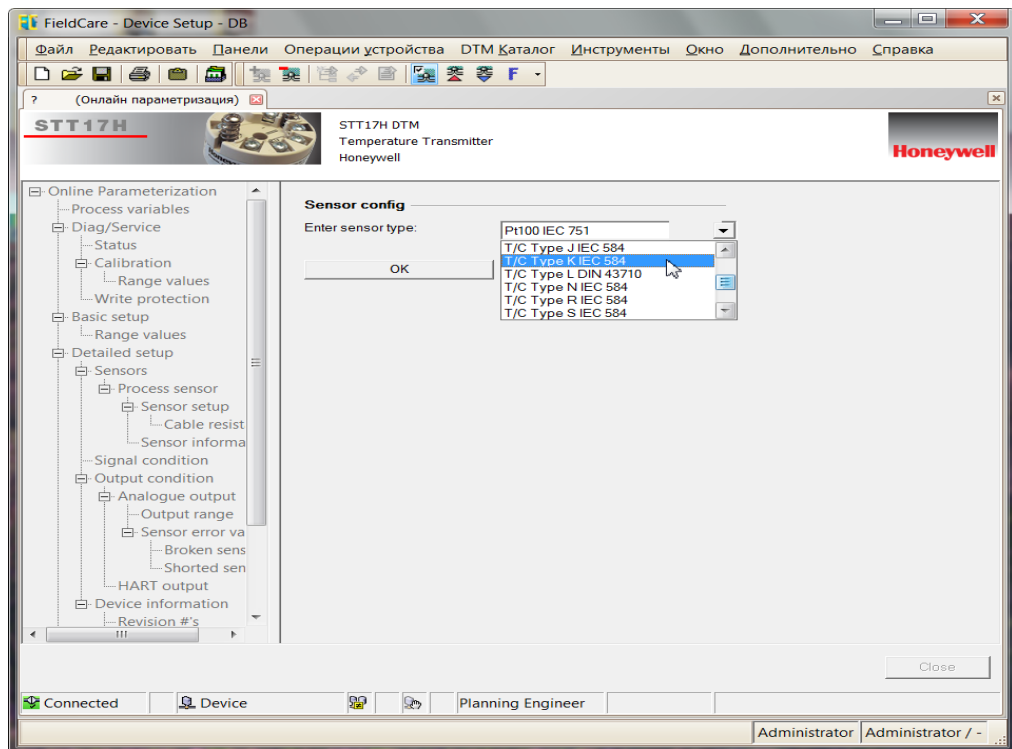 FieldCare - Device Setup - DB
Файл Редактировать Панели Операции устройства DTM Каталог Инструменты Окно Дополнительно Справка
F
? (Онлайн параметризация)
STT17H
STT17H DTM
Temperature Transmitter
Honeywell
Honeywell
Online Parameterization
Process variables
Diag/Service
Status
Calibration
Range values
Write protection
Basic setup
Range values
Detailed setup
Sensors
Process sensor
Sensor setup
Cable resist
Sensor informa
Signal condition
Output condition
Analogue output
Output range
Sensor error va
Broken sens
Shorted sen
HART output
Device information
Revision #'s
Sensor config
Enter sensor type:
Pt100 IEC 751
T/C Type J IEC 584
T/C Type K IEC 584
T/C Type L DIN 43710
T/C Type N IEC 584
T/C Type R IEC 584
T/C Type S IEC 584
OK
Close
Connected Device Planning Engineer
Administrator Administrator / -